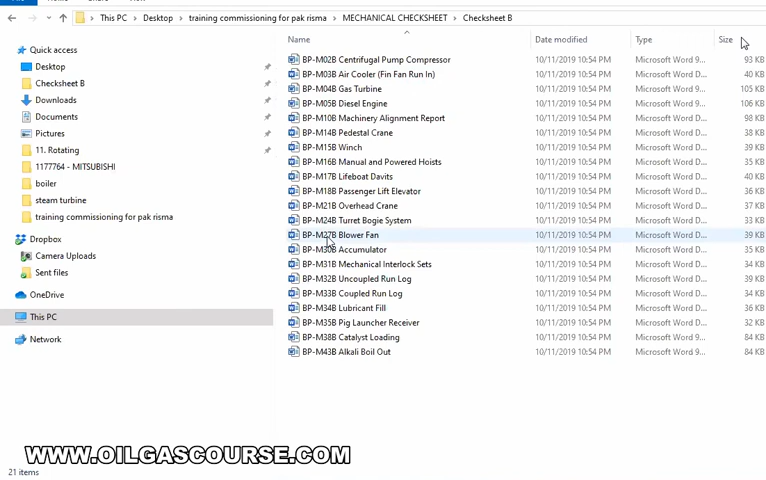 This PC > Desktop > training commissioning for pak risma > MECHANICAL CHECKSHEET > Checksheet B
Quick access
Desktop
Checksheet B
Downloads
Documents
Pictures
11. Rotating
1177764 - MITSUBISHI
boiler
steam turbine
training commissioning for pak risma
Dropbox
Camera Uploads
Sent files
OneDrive
This PC
Network
Name Date modified Type Size
BP-M02B Centrifugal Pump Compressor 10/11/2019 10:54 PM Microsoft Word 9... 93 KB
BP-M03B Air Cooler (Fin Fan Run In) 10/11/2019 10:54 PM Microsoft Word D... 40 KB
BP-M04B Gas Turbine 10/11/2019 10:54 PM Microsoft Word 9... 105 KB
BP-M05B Diesel Engine 10/11/2019 10:54 PM Microsoft Word 9... 106 KB
BP-M10B Machinery Alignment Report 10/11/2019 10:54 PM Microsoft Word 9... 98 KB
BP-M14B Pedestal Crane 10/11/2019 10:54 PM Microsoft Word D... 38 KB
BP-M15B Winch 10/11/2019 10:54 PM Microsoft Word D... 39 KB
BP-M16B Manual and Powered Hoists 10/11/2019 10:54 PM Microsoft Word D... 35 KB
BP-M17B Lifeboat Davits 10/11/2019 10:54 PM Microsoft Word D... 40 KB
BP-M18B Passenger Lift Elevator 10/11/2019 10:54 PM Microsoft Word D... 36 KB
BP-M21B Overhead Crane 10/11/2019 10:54 PM Microsoft Word D... 37 KB
BP-M24B Turret Bogie System 10/11/2019 10:54 PM Microsoft Word D... 33 KB
BP-M27B Blower Fan 10/11/2019 10:54 PM Microsoft Word D... 39 KB
BP-M30B Accumulator 10/11/2019 10:54 PM Microsoft Word D... 35 KB
BP-M31B Mechanical Interlock Sets 10/11/2019 10:54 PM Microsoft Word D... 34 KB
BP-M32B Uncoupled Run Log 10/11/2019 10:54 PM Microsoft Word D... 39 KB
BP-M33B Coupled Run Log 10/11/2019 10:54 PM Microsoft Word D... 34 KB
BP-M34B Lubricant Fill 10/11/2019 10:54 PM Microsoft Word D... 36 KB
BP-M35B Pig Launcher Receiver 10/11/2019 10:54 PM Microsoft Word D... 32 KB
BP-M38B Catalyst Loading 10/11/2019 10:54 PM Microsoft Word 9... 84 KB
BP-M43B Alkali Boil Out 10/11/2019 10:54 PM Microsoft Word 9... 84 KB
WWW.OILGASCOURSE.COM
21 items